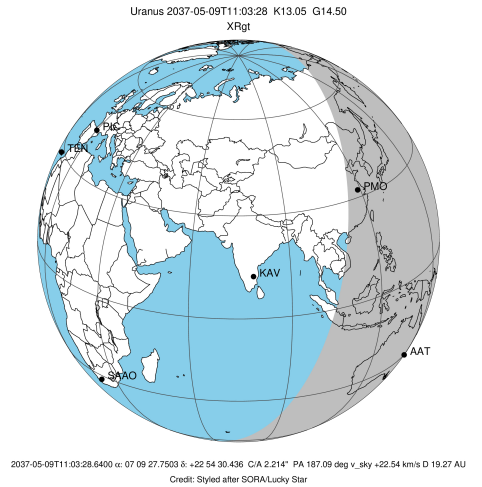 Uranus 2037-05-09T11:03:28  K13.05  G14.50
XRgt
PIC
TEN
PMO
KAV
AAT
SAAO
2037-05-09T11:03:28.6400 α: 07 09 27.7503 δ: +22 54 30.436  C/A 2.214"  PA 187.09 deg v_sky +22.54 km/s D 19.27 AU
Credit: Styled after SORA/Lucky Star